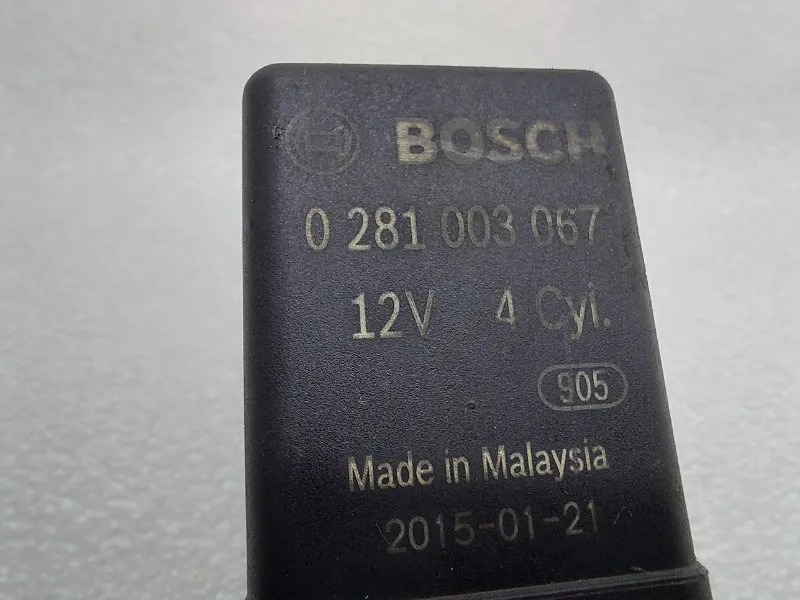 BOSCH
0 281 003 067
12V 4 Cyl.
905
Made in Malaysia
2015-01-21